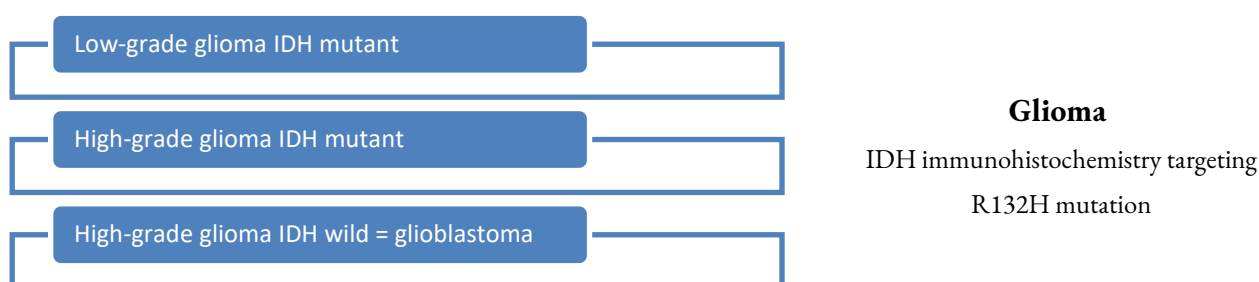 Low-grade glioma IDH mutant
High-grade glioma IDH mutant
High-grade glioma IDH wild = glioblastoma
Glioma
IDH immunohistochemistry targeting
R132H mutation